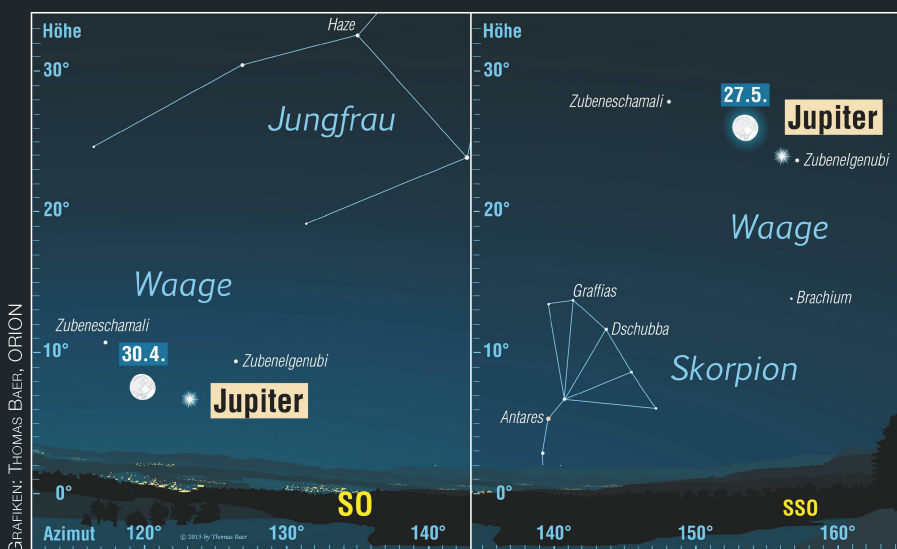 GRAFIKEN: THOMAS BAER, ORION
Höhe
Haze
30°
Jungfrau
20°
Waage
Zubeneschamali
30.4.
10°
Zubenelgenubi
Jupiter
0°
SO
Azimut
120°
© 2015 by Thomas Baer
130°
140°
Höhe
30°
27.5.
Zubeneschamali
Jupiter
Zubenelgenubi
20°
Waage
Graffias
Brachium
Dschubba
10°
Skorpion
Antares
0°
SSO
140°
150°
160°